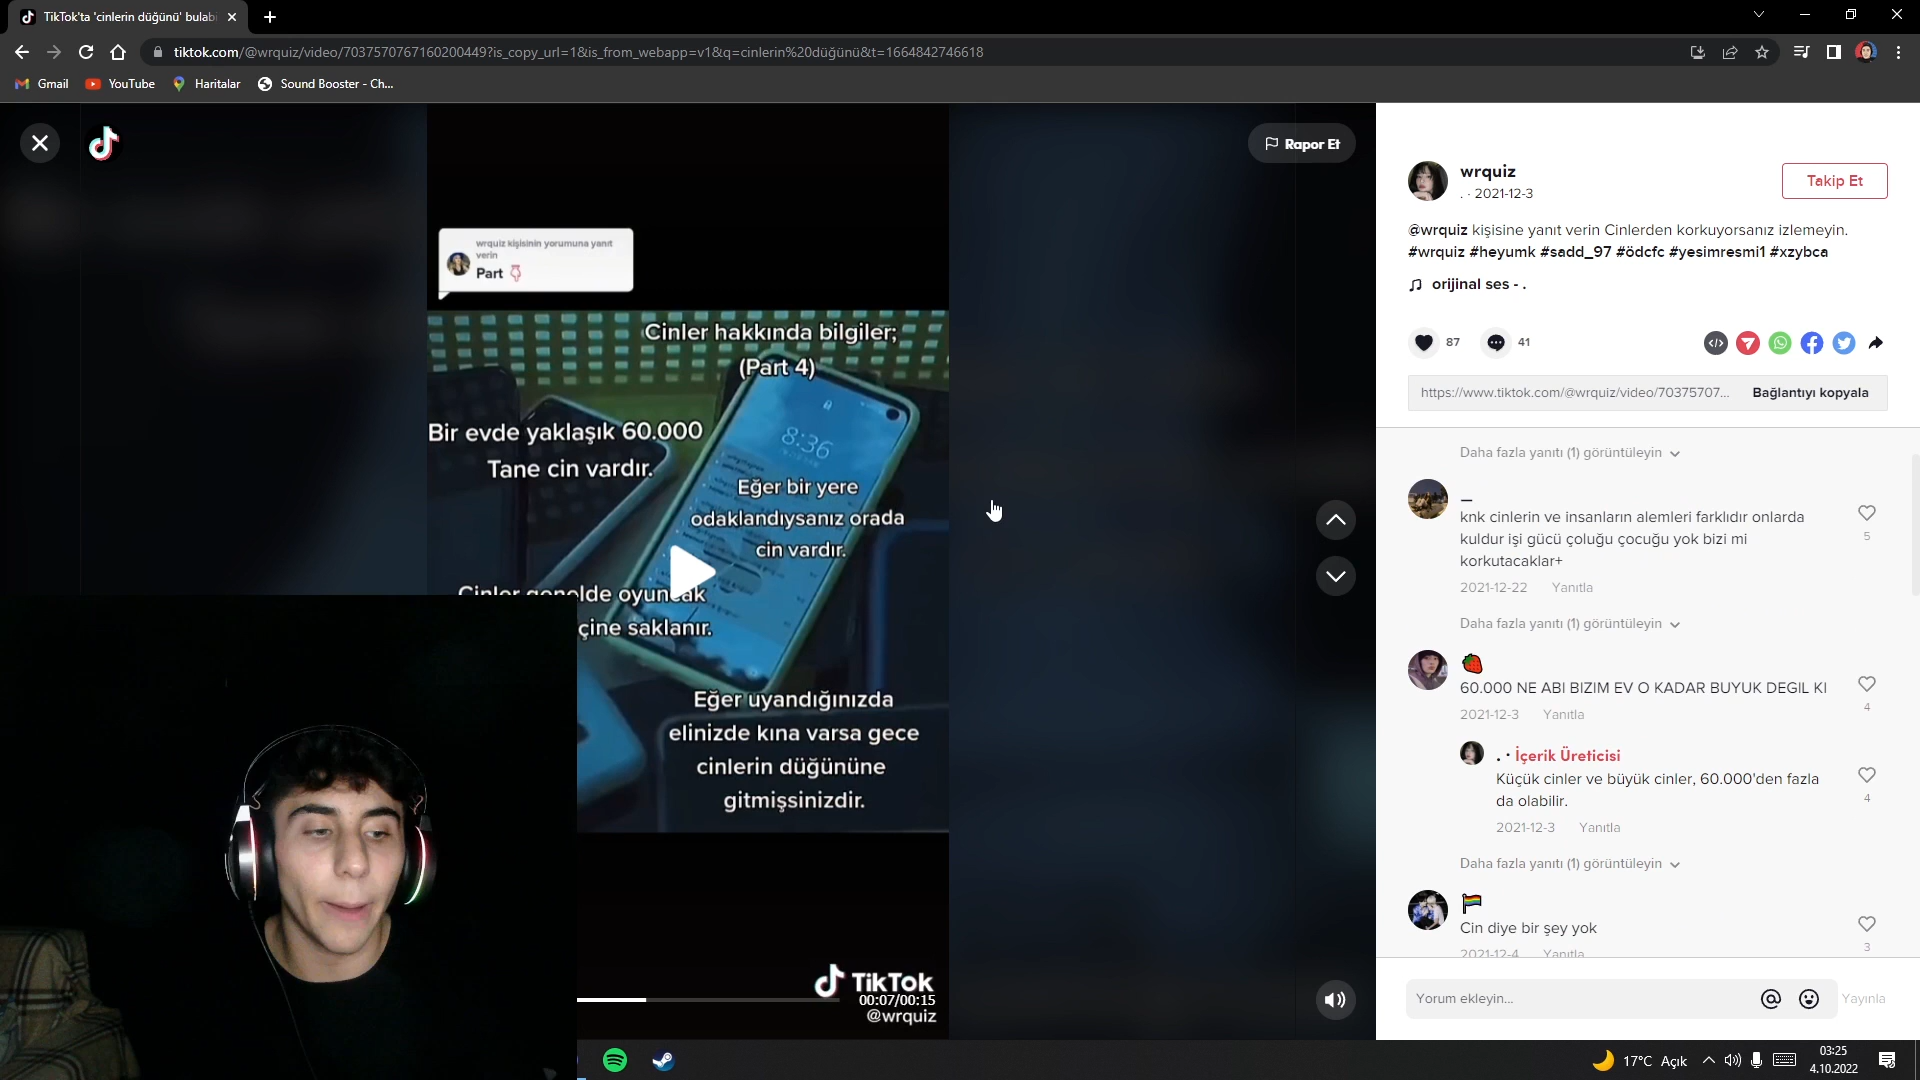 TikTok'ta 'cinlerin düğünü' bulabi
tiktok.com/@wrquiz/video/7037570767160200449?is_copy_url=1&is_from_webapp=v1&q=cinlerin%20düğünü&t=1664842746618
Gmail
YouTube
Haritalar
Sound Booster - Ch...
Rapor Et
wrquiz kişisinin yorumuna yanıt
verin
Part
Cinler hakkında bilgiler;
(Part 4)
Bir evde yaklaşık 60.000
Tane cin vardır.
8:36
Eğer bir yere
odaklandıysanız orada
cin vardır.
Cinler genelde oyuncak
çine saklanır.
Eğer uyandığınızda
elinizde kına varsa gece
cinlerin düğününe
gitmişsinizdir.
TikTok
00:07/00:15
@wrquiz
wrquiz
. · 2021-12-3
Takip Et
@wrquiz kişisine yanıt verin Cinlerden korkuyorsanız izlemeyin.
#wrquiz #heyumk #sadd_97 #ödcfc #yesimresmi1 #xzybca
orijinal ses - .
87
41
https://www.tiktok.com/@wrquiz/video/70375707...
Bağlantıyı kopyala
Daha fazla yanıtı (1) görüntüleyin
—
knk cinlerin ve insanların alemleri farklıdır onlarda
kuldur işi gücü çoluğu çocuğu yok bizi mi
korkutacaklar+
5
2021-12-22 Yanıtla
Daha fazla yanıtı (1) görüntüleyin
60.000 NE ABI BIZIM EV O KADAR BUYUK DEGIL KI
4
2021-12-3 Yanıtla
. · İçerik Üreticisi
Küçük cinler ve büyük cinler, 60.000'den fazla
da olabilir.
4
2021-12-3 Yanıtla
Daha fazla yanıtı (1) görüntüleyin
Cin diye bir şey yok
3
2021-12-4 Yanıtla
Yorum ekleyin...
Yayınla
17°C Açık
03:25
4.10.2022